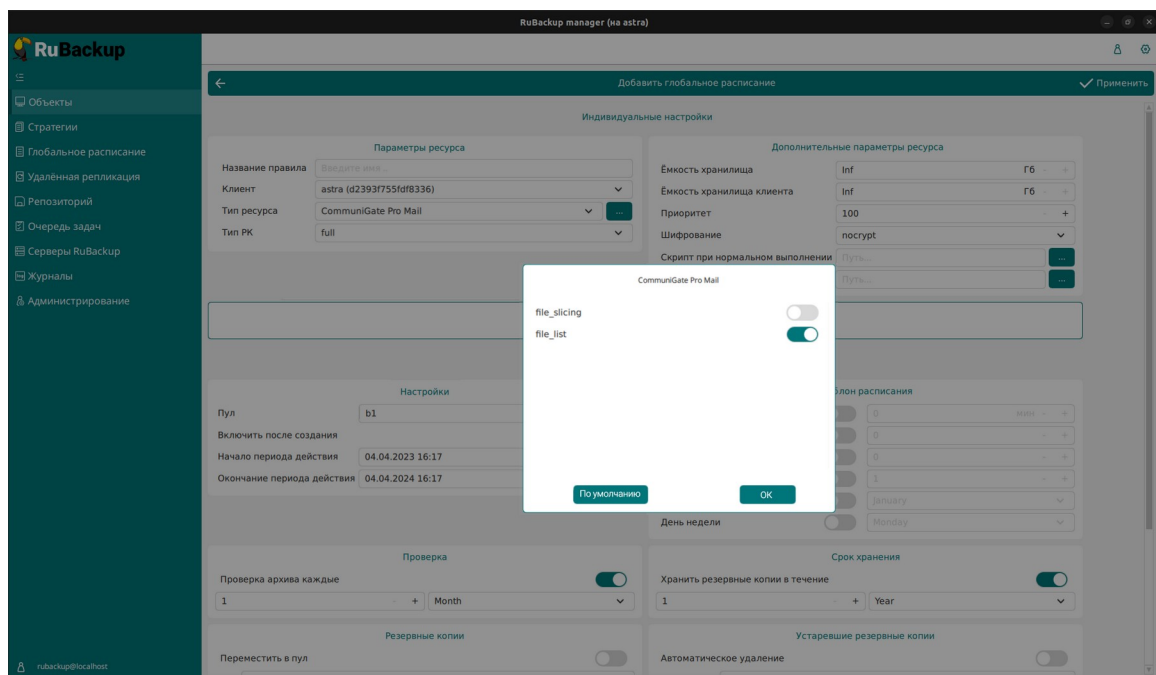 RuBackup manager (на astra)
RuBackup
Объекты
Стратегии
Глобальное расписание
Удалённая репликация
Репозиторий
Очередь задач
Серверы RuBackup
Журналы
Администрирование
rubackup@localhost
Добавить глобальное расписание
Применить
Индивидуальные настройки
Параметры ресурса
Название правила Введите имя...
Клиент astra (d2393f755fdf8336)
Тип ресурса CommuniGate Pro Mail ...
Тип РК full
Дополнительные параметры ресурса
Ёмкость хранилища Inf Гб - +
Ёмкость хранилища клиента Inf Гб - +
Приоритет 100 - +
Шифрование nocrypt
Скрипт при нормальном выполнении Путь... ...
Путь... ...
CommuniGate Pro Mail
file_slicing
file_list
По умолчанию OK
Настройки
Пул b1
Включить после создания
Начало периода действия 04.04.2023 16:17
Окончание периода действия 04.04.2024 16:17
блон расписания
0 мин - +
0 - +
0 - +
1 - +
January
День недели Monday
Проверка
Проверка архива каждые
1 - + Month
Срок хранения
Хранить резервные копии в течение
1 - + Year
Резервные копии
Переместить в пул
Устаревшие резервные копии
Автоматическое удаление